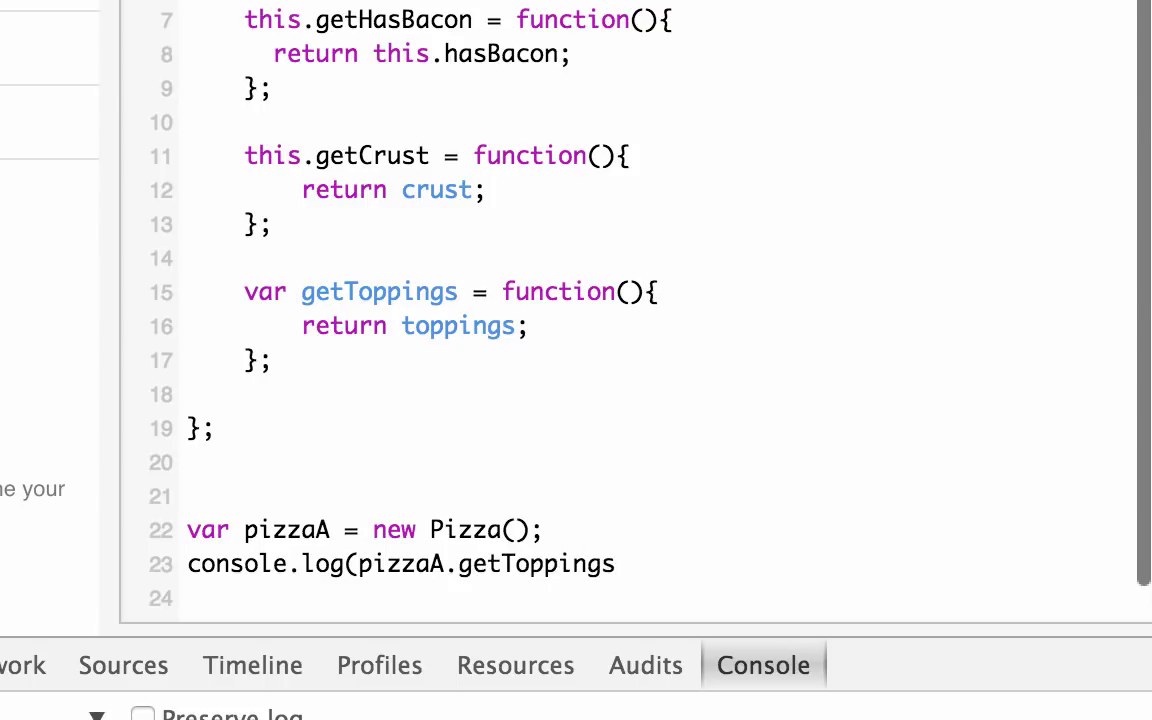 7 this.getHasBacon = function(){
8 return this.hasBacon;
9 };
10
11 this.getCrust = function(){
12 return crust;
13 };
14
15 var getToppings = function(){
16 return toppings;
17 };
18
19 };
20
21
22 var pizzaA = new Pizza();
23 console.log(pizzaA.getToppings
24
ne your
work Sources Timeline Profiles Resources Audits Console
▼ Preserve log